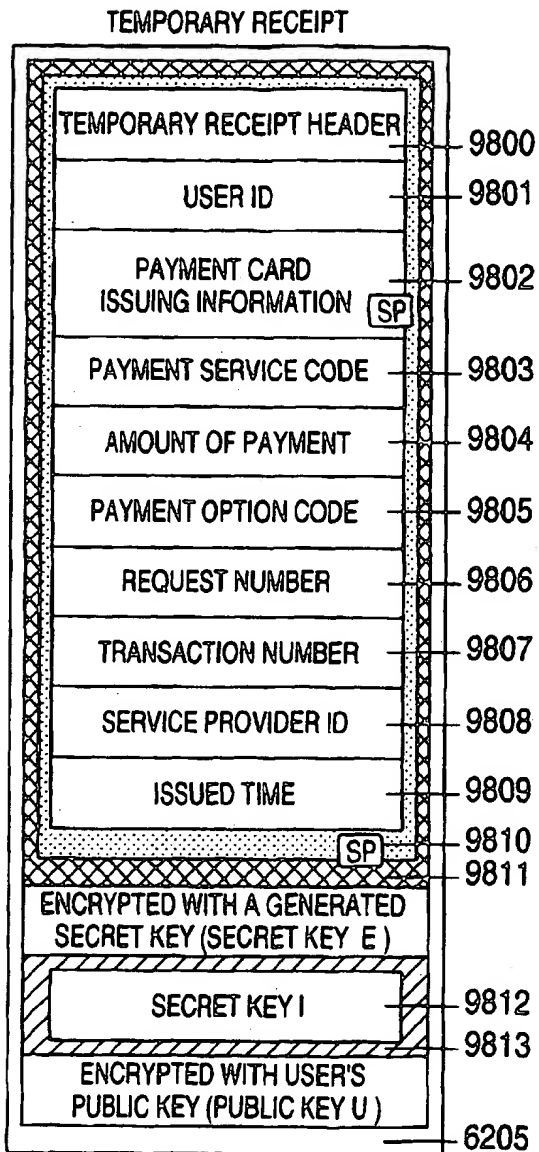 TEMPORARY RECEIPT
TEMPORARY RECEIPT HEADER
9800
USER ID
9801
PAYMENT CARD
ISSUING INFORMATION
SP
9802
PAYMENT SERVICE CODE
9803
AMOUNT OF PAYMENT
9804
PAYMENT OPTION CODE
9805
REQUEST NUMBER
9806
TRANSACTION NUMBER
9807
SERVICE PROVIDER ID
9808
ISSUED TIME
9809
SP
9810
9811
ENCRYPTED WITH A GENERATED
SECRET KEY (SECRET KEY E )
SECRET KEY I
9812
9813
ENCRYPTED WITH USER'S
PUBLIC KEY (PUBLIC KEY U )
6205